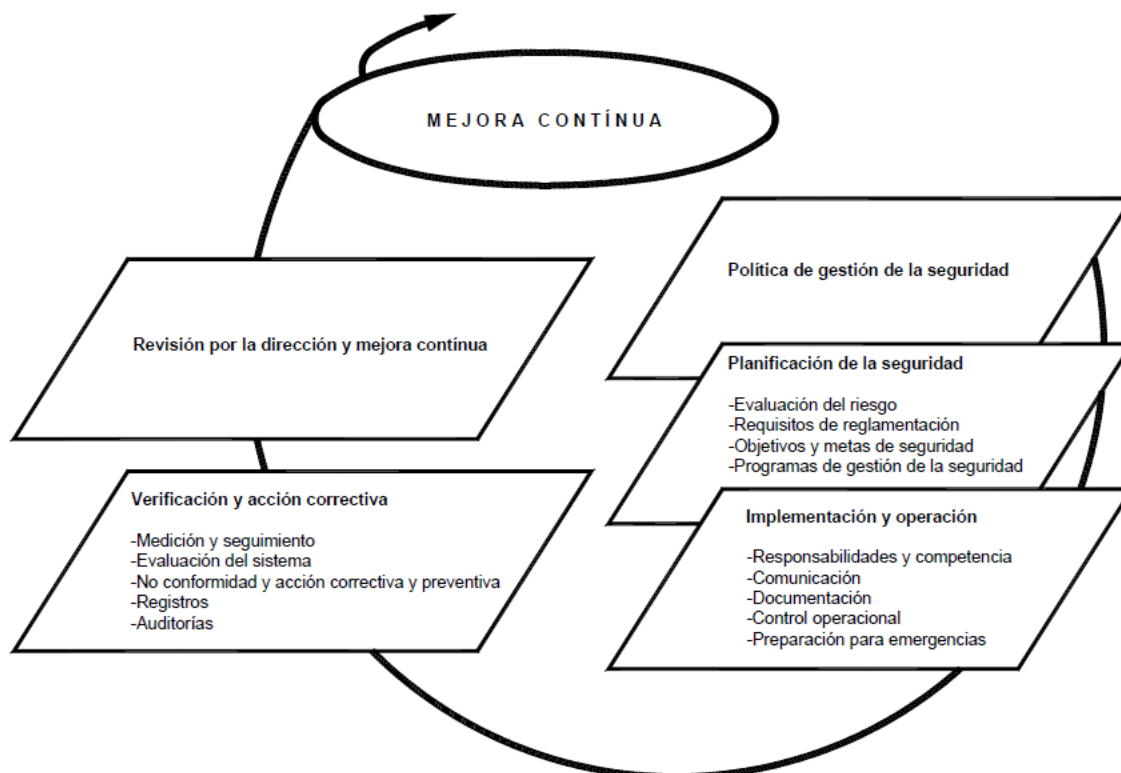 MEJORA CONTÍNUA
Política de gestión de la seguridad
Planificación de la seguridad
-Evaluación del riesgo
-Requisitos de reglamentación
-Objetivos y metas de seguridad
-Programas de gestión de la seguridad
Implementación y operación
-Responsabilidades y competencia
-Comunicación
-Documentación
-Control operacional
-Preparación para emergencias
Verificación y acción correctiva
-Medición y seguimiento
-Evaluación del sistema
-No conformidad y acción correctiva y preventiva
-Registros
-Auditorías
Revisión por la dirección y mejora contínua